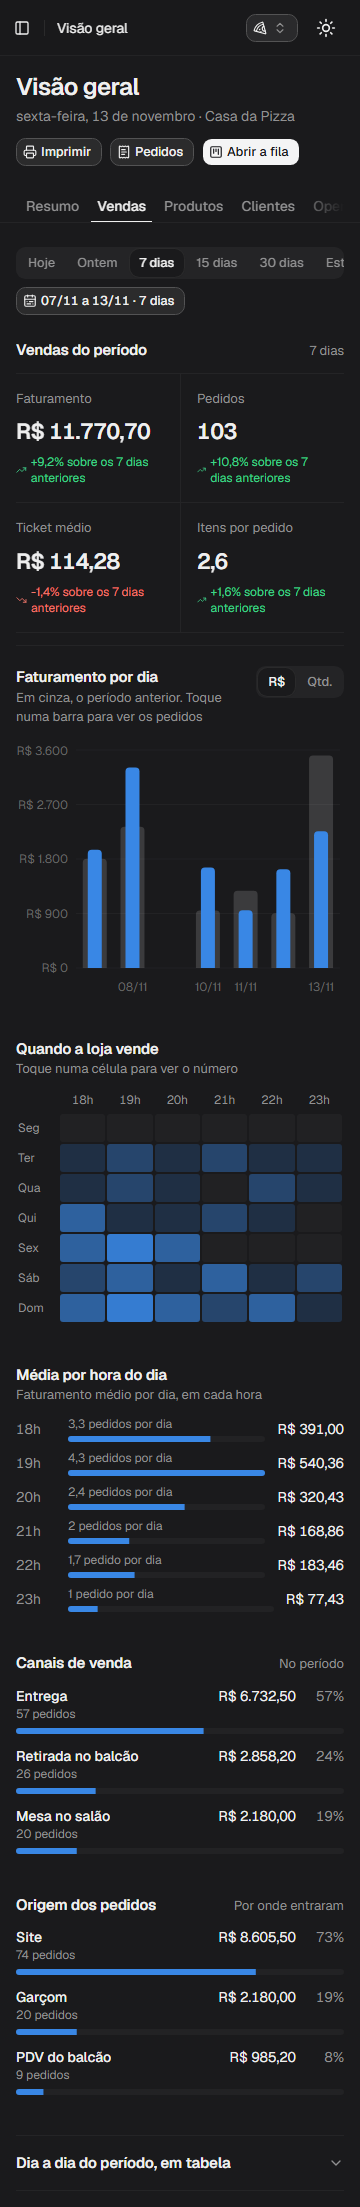 Visão geral
Visão geral
sexta-feira, 13 de novembro · Casa da Pizza
Imprimir
Pedidos
Abrir a fila
Resumo
Vendas
Produtos
Clientes
Ope
Hoje
Ontem
7 dias
15 dias
30 dias
Est
07/11 a 13/11 · 7 dias
Vendas do período
7 dias
Faturamento
Pedidos
R$ 11.770,70
103
+9,2% sobre os 7 dias
anteriores
+10,8% sobre os 7
dias anteriores
Ticket médio
Itens por pedido
R$ 114,28
2,6
-1,4% sobre os 7 dias
anteriores
+1,6% sobre os 7 dias
anteriores
Faturamento por dia
R$
Qtd.
Em cinza, o período anterior. Toque
numa barra para ver os pedidos
R$ 3.600
R$ 2.700
R$ 1.800
R$ 900
R$ 0
08/11
10/11
11/11
13/11
Quando a loja vende
Toque numa célula para ver o número
18h
19h
20h
21h
22h
23h
Seg
Ter
Qua
Qui
Sex
Sáb
Dom
Média por hora do dia
Faturamento médio por dia, em cada hora
18h
3,3 pedidos por dia
R$ 391,00
19h
4,3 pedidos por dia
R$ 540,36
20h
2,4 pedidos por dia
R$ 320,43
21h
2 pedidos por dia
R$ 168,86
22h
1,7 pedido por dia
R$ 183,46
23h
1 pedido por dia
R$ 77,43
Canais de venda
No período
Entrega
R$ 6.732,50
57%
57 pedidos
Retirada no balcão
R$ 2.858,20
24%
26 pedidos
Mesa no salão
R$ 2.180,00
19%
20 pedidos
Origem dos pedidos
Por onde entraram
Site
R$ 8.605,50
73%
74 pedidos
Garçom
R$ 2.180,00
19%
20 pedidos
PDV do balcão
R$ 985,20
8%
9 pedidos
Dia a dia do período, em tabela